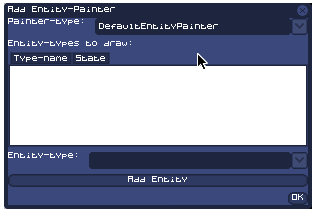 Add Entity-Painter
Painter-type: DefaultEntityPainter
Entity-types to draw:
Type-name State
Entity-type:
Add Entity
OK